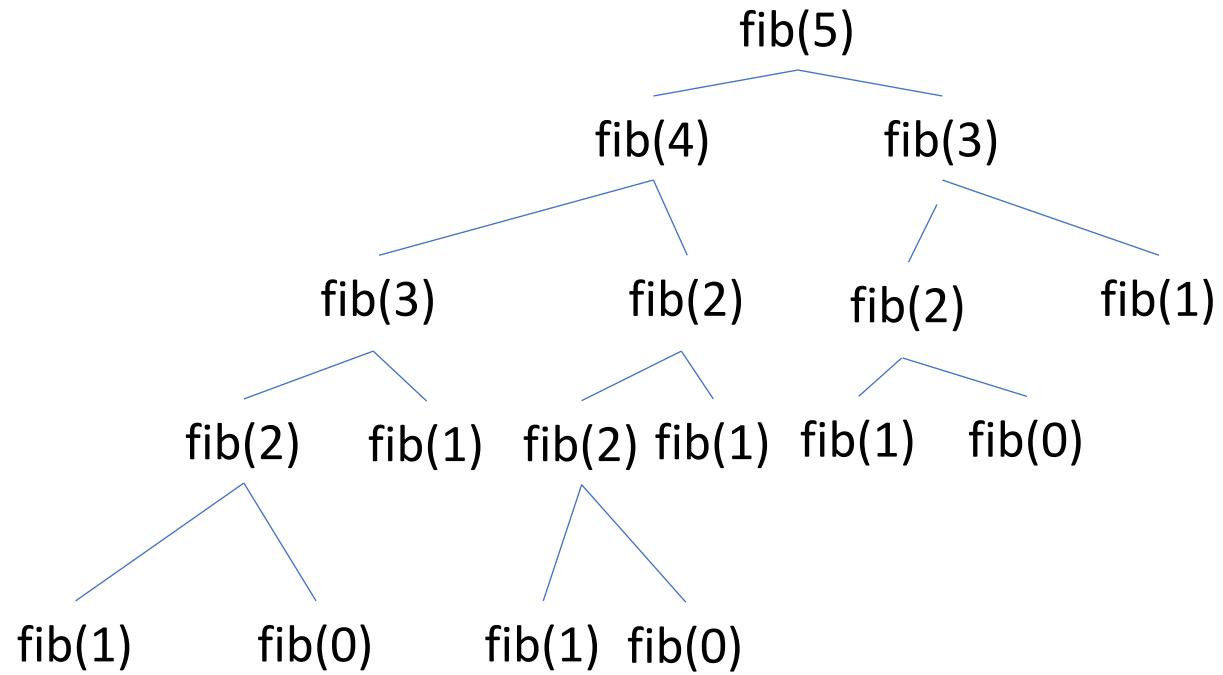 fib(5)
fib(4) fib(3)
fib(3) fib(2) fib(2) fib(1)
fib(2) fib(1) fib(2) fib(1) fib(1) fib(0)
fib(1) fib(0) fib(1) fib(0)